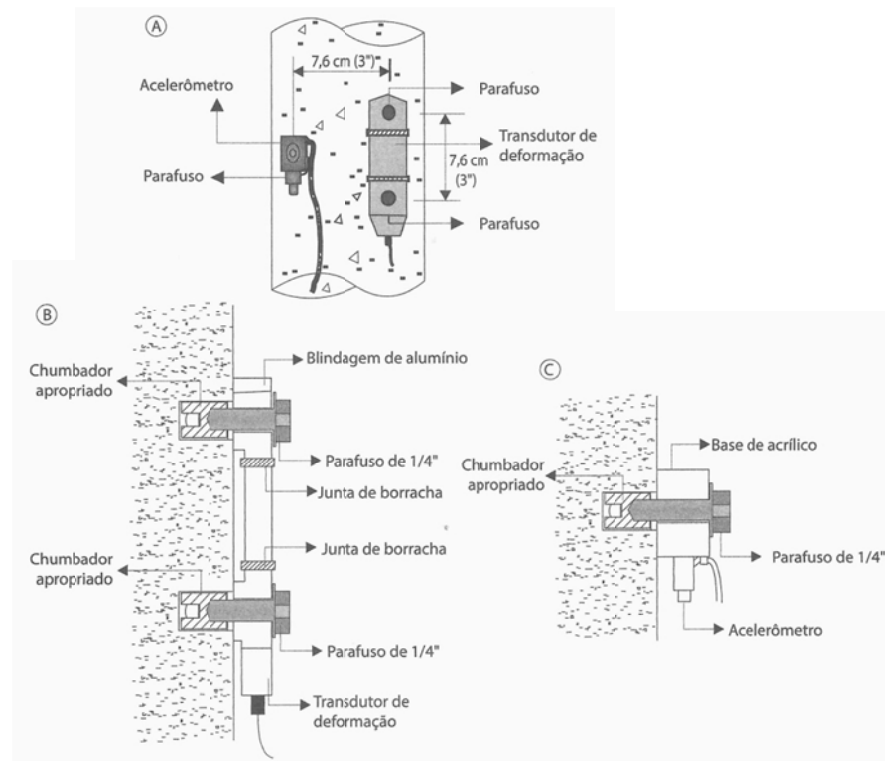 A
7,6 cm (3")
Acelerômetro
Parafuso
Parafuso
Transdutor de
deformação
7,6 cm
(3")
Parafuso
B
Chumbador
apropriado
Blindagem de alumínio
Parafuso de 1/4"
Junta de borracha
Chumbador
apropriado
Junta de borracha
Parafuso de 1/4"
Transdutor de
deformação
C
Base de acrílico
Chumbador
apropriado
Parafuso de 1/4"
Acelerômetro